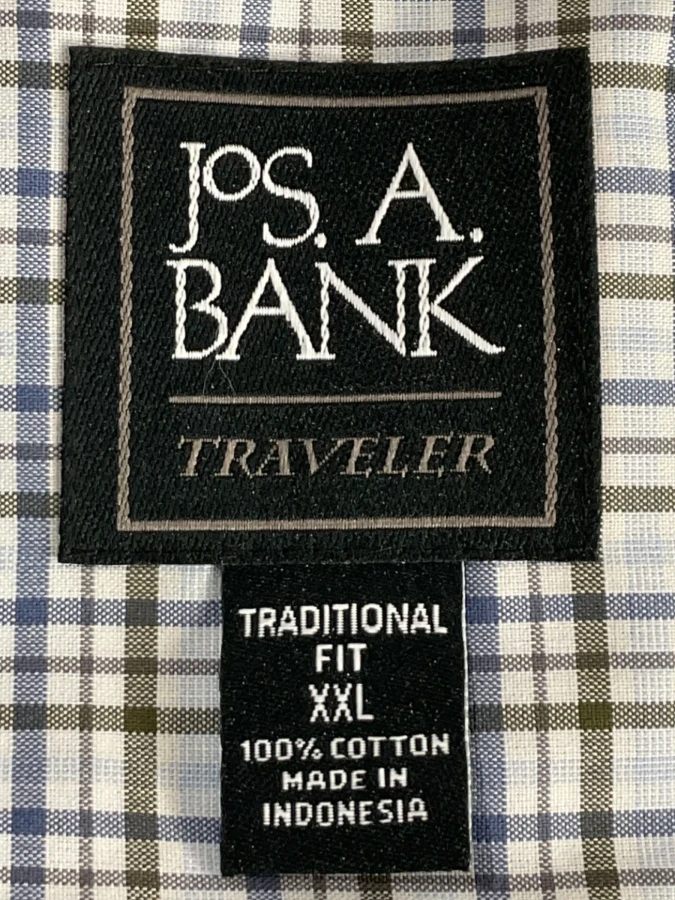 JoS. A.
BANK
TRAVELER
TRADITIONAL
FIT
XXL
100% COTTON
MADE IN
INDONESIA